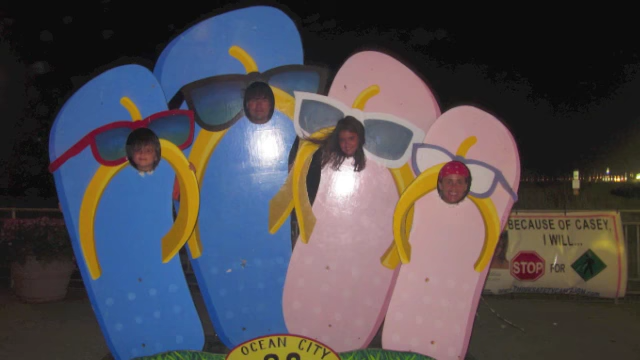 BECAUSE OF CASEY,
I WILL...
STOP FOR
OCEAN CITY